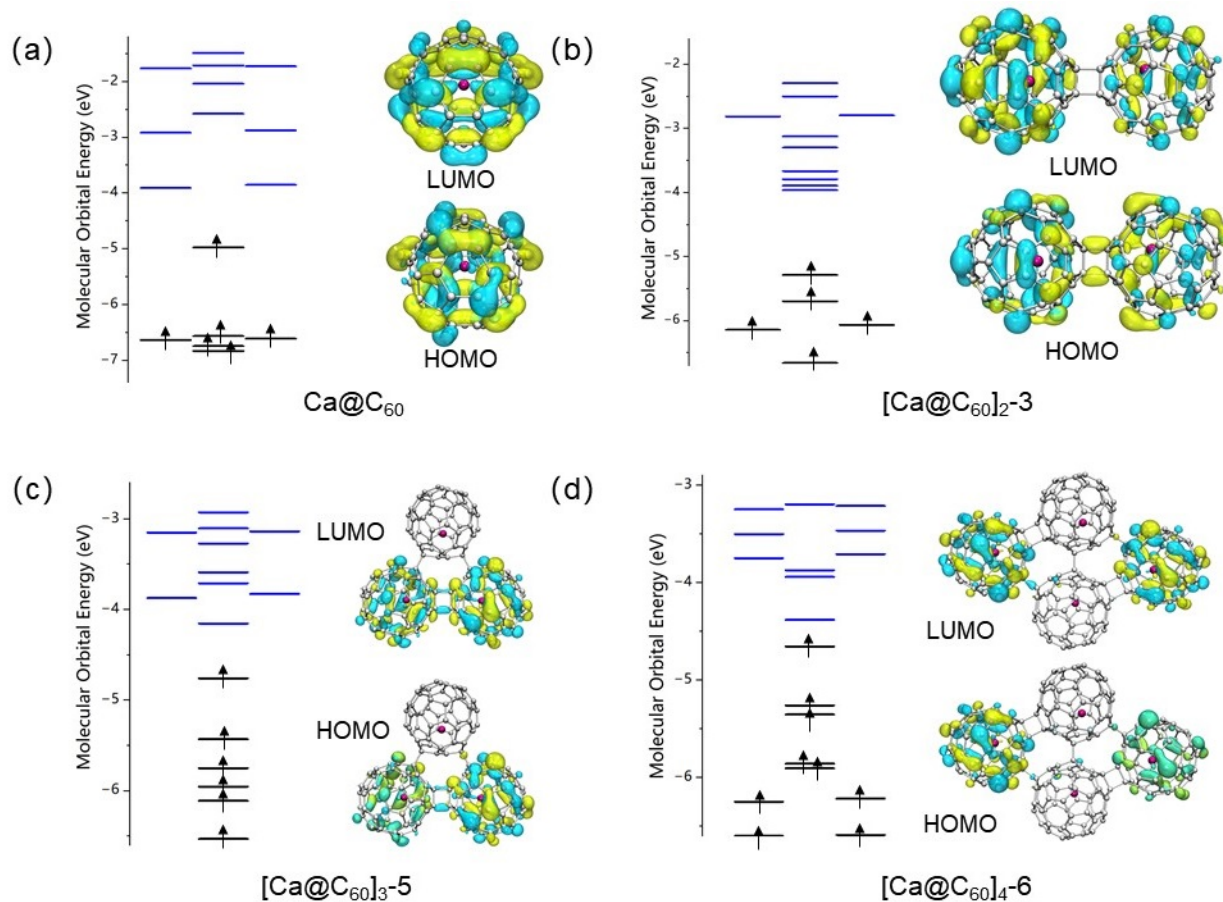 (a)
Molecular Orbital Energy (eV)
−2
−3
−4
−5
−6
−7
LUMO
HOMO
Ca@C₆₀
(b)
Molecular Orbital Energy (eV)
−2
−3
−4
−5
−6
LUMO
HOMO
[Ca@C₆₀]₂-3
(c)
Molecular Orbital Energy (eV)
−3
−4
−5
−6
LUMO
HOMO
[Ca@C₆₀]₃-5
(d)
Molecular Orbital Energy (eV)
−3
−4
−5
−6
LUMO
HOMO
[Ca@C₆₀]₄-6